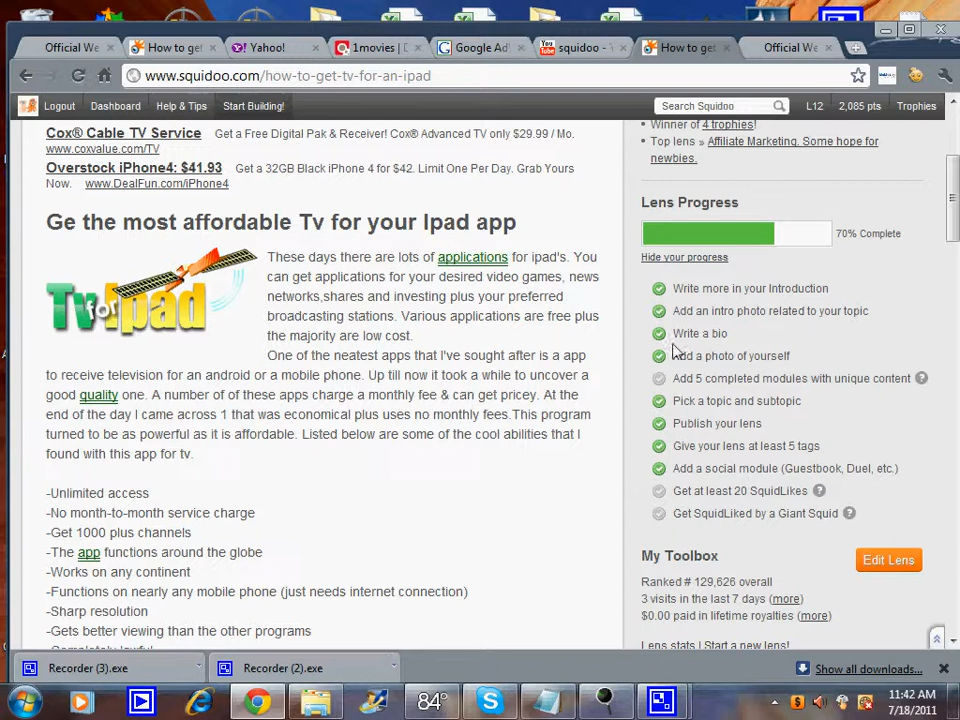 Official We
How to get
Yahoo!
1movies | D
Google Ad
squidoo - Y
How to get
Official We
www.squidoo.com/how-to-get-tv-for-an-ipad
Logout Dashboard Help & Tips Start Building! Search Squidoo L12 2,085 pts Trophies
Cox® Cable TV Service Get a Free Digital Pak & Receiver! Cox® Advanced TV only $29.99 / Mo.
www.coxvalue.com/TV
Overstock iPhone4: $41.93 Get a 32GB Black iPhone 4 for $42. Limit One Per Day. Grab Yours
Now. www.DealFun.com/iPhone4
Ge the most affordable Tv for your Ipad app
Tv for Ipad
These days there are lots of applications for ipad's. You
can get applications for your desired video games, news
networks,shares and investing plus your preferred
broadcasting stations. Various applications are free plus
the majority are low cost.
One of the neatest apps that I've sought after is a app
to receive television for an android or a mobile phone. Up till now it took a while to uncover a
good quality one. A number of of these apps charge a monthly fee & can get pricey. At the
end of the day I came across 1 that was economical plus uses no monthly fees.This program
turned to be as powerful as it is affordable. Listed below are some of the cool abilities that I
found with this app for tv.
-Unlimited access
-No month-to-month service charge
-Get 1000 plus channels
-The app functions around the globe
-Works on any continent
-Functions on nearly any mobile phone (just needs internet connection)
-Sharp resolution
-Gets better viewing than the other programs
-Completely lawful
Winner of 4 trophies!
Top lens » Affiliate Marketing. Some hope for
newbies.
Lens Progress
70% Complete
Hide your progress
Write more in your Introduction
Add an intro photo related to your topic
Write a bio
Add a photo of yourself
Add 5 completed modules with unique content ?
Pick a topic and subtopic
Publish your lens
Give your lens at least 5 tags
Add a social module (Guestbook, Duel, etc.)
Get at least 20 SquidLikes ?
Get SquidLiked by a Giant Squid ?
My Toolbox Edit Lens
Ranked # 129,626 overall
3 visits in the last 7 days (more)
$0.00 paid in lifetime royalties (more)
Lens stats | Start a new lens!
Recorder (3).exe Recorder (2).exe Show all downloads...
84°
11:42 AM
7/18/2011